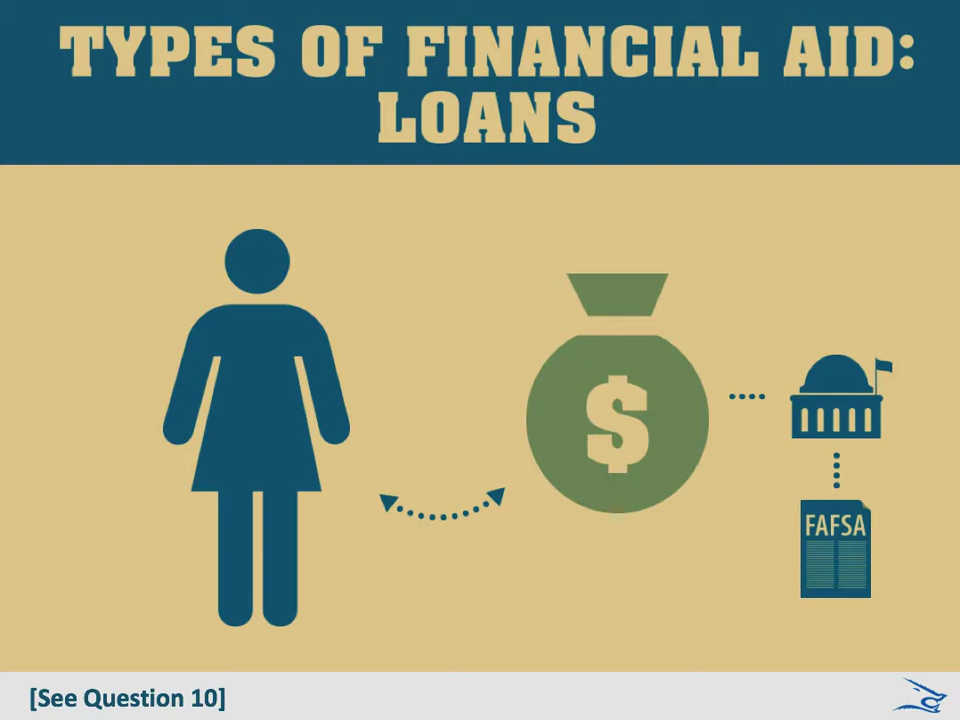 TYPES OF FINANCIAL AID:
LOANS
$
FAFSA
[See Question 10]